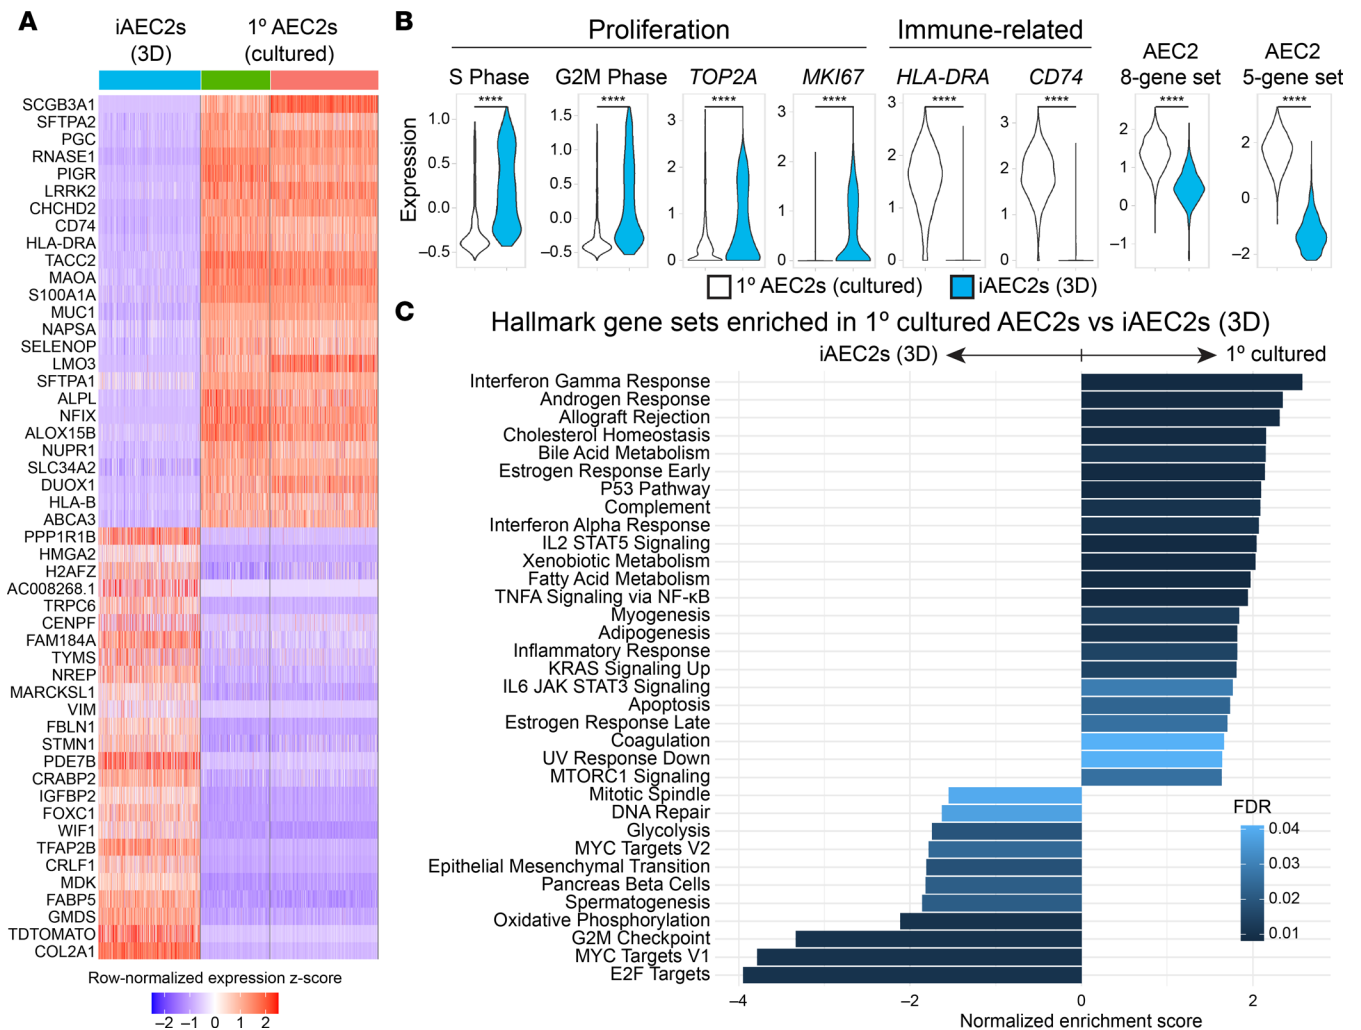 A
iAEC2s
(3D)
1º AEC2s
(cultured)
SCGB3A1
SFTPA2
PGC
RNASE1
PIGR
LRRK2
CHCHD2
CD74
HLA-DRA
TACC2
MAOA
S100A1A
MUC1
NAPSA
SELENOP
LMO3
SFTPA1
ALPL
NFIX
ALOX15B
NUPR1
SLC34A2
DUOX1
HLA-B
ABCA3
PPP1R1B
HMGA2
H2AFZ
AC008268.1
TRPC6
CENPF
FAM184A
TYMS
NREP
MARCKSL1
VIM
FBLN1
STMN1
PDE7B
CRABP2
IGFBP2
FOXC1
WIF1
TFAP2B
CRLF1
MDK
FABP5
GMDS
TDTOMATO
COL2A1
Row-normalized expression z-score
−2 −1 0 1 2
B
Proliferation
Immune-related
S Phase
G2M Phase
TOP2A
MKI67
HLA-DRA
CD74
AEC2
8-gene set
AEC2
5-gene set
Expression
**** **** **** **** **** **** **** ****
1.0
0.5
0.0
−0.5
1.5
1.0
0.5
0.0
−0.5
3
2
1
0
3
2
1
0
3
2
1
0
3
2
1
0
2
1
0
−1
2
0
−2
1º AEC2s (cultured)
iAEC2s (3D)
C
Hallmark gene sets enriched in 1º cultured AEC2s vs iAEC2s (3D)
iAEC2s (3D)
1º cultured
Interferon Gamma Response
Androgen Response
Allograft Rejection
Cholesterol Homeostasis
Bile Acid Metabolism
Estrogen Response Early
P53 Pathway
Complement
Interferon Alpha Response
IL2 STAT5 Signaling
Xenobiotic Metabolism
Fatty Acid Metabolism
TNFA Signaling via NF-κB
Myogenesis
Adipogenesis
Inflammatory Response
KRAS Signaling Up
IL6 JAK STAT3 Signaling
Apoptosis
Estrogen Response Late
Coagulation
UV Response Down
MTORC1 Signaling
Mitotic Spindle
DNA Repair
Glycolysis
MYC Targets V2
Epithelial Mesenchymal Transition
Pancreas Beta Cells
Spermatogenesis
Oxidative Phosphorylation
G2M Checkpoint
MYC Targets V1
E2F Targets
FDR
0.04
0.03
0.02
0.01
−4 −2 0 2
Normalized enrichment score